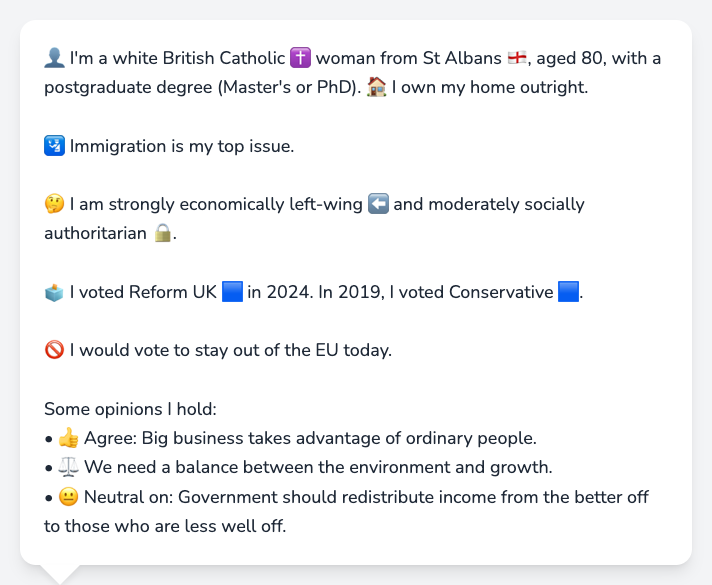 👤 I'm a white British Catholic ✝️ woman from St Albans 🏴󠁧󠁢󠁥󠁮󠁧󠁿, aged 80, with a
postgraduate degree (Master's or PhD). 🏠 I own my home outright.
🛂 Immigration is my top issue.
🤔 I am strongly economically left-wing ⬅️ and moderately socially
authoritarian 🔒.
🗳️ I voted Reform UK 🟦 in 2024. In 2019, I voted Conservative 🟦.
🚫 I would vote to stay out of the EU today.
Some opinions I hold:
• 👍 Agree: Big business takes advantage of ordinary people.
• ⚖️ We need a balance between the environment and growth.
• 😐 Neutral on: Government should redistribute income from the better off
to those who are less well off.